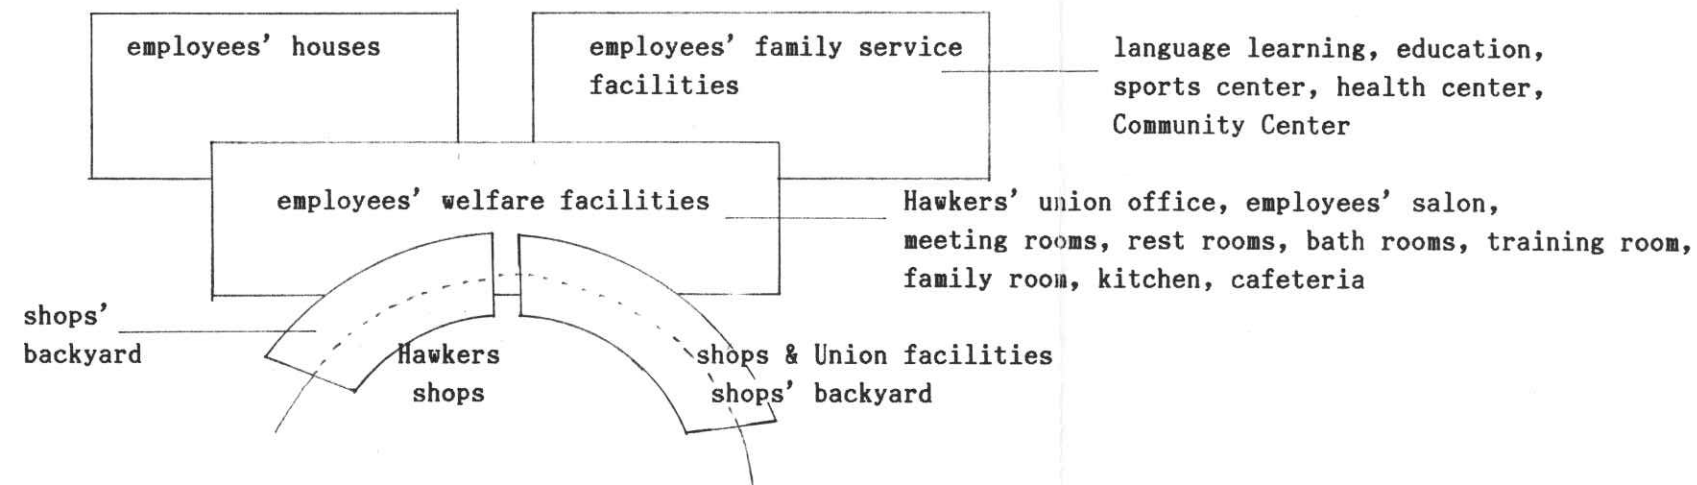 employees' houses
employees' family service
facilities
language learning, education,
sports center, health center,
Community Center
employees' welfare facilities
Hawkers' union office, employees' salon,
meeting rooms, rest rooms, bath rooms, training room,
family room, kitchen, cafeteria
shops'
backyard
Hawkers
shops
shops & Union facilities
shops' backyard